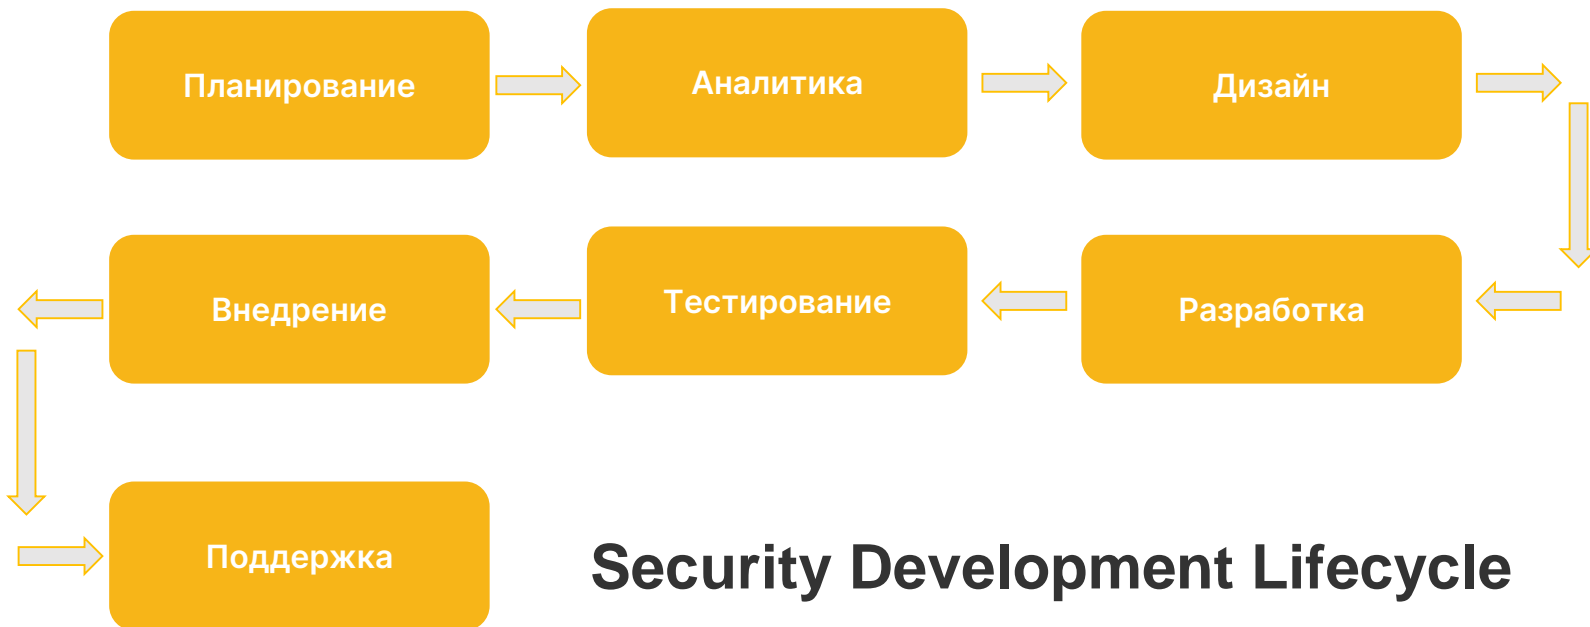 Планирование
Аналитика
Дизайн
Разработка
Тестирование
Внедрение
Поддержка
Security Development Lifecycle